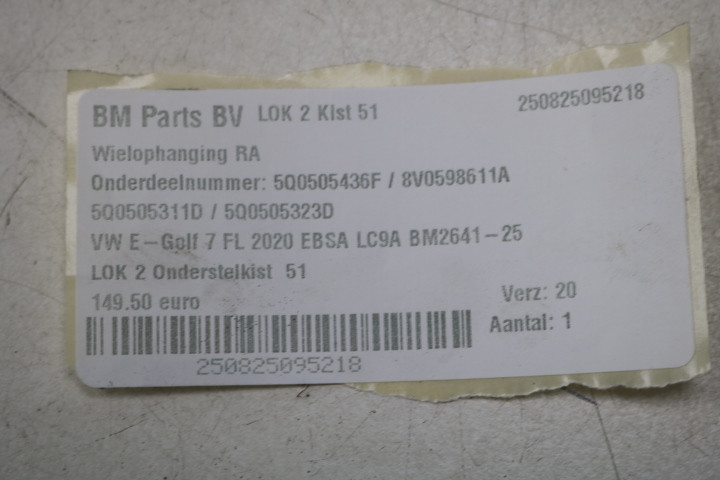 BM Parts BV LOK 2 Kist 51 250825095218
Wielophanging RA
Onderdeelnummer: 5Q0505436F / 8V0598611A
5Q0505311D / 5Q0505323D
VW E-Golf 7 FL 2020 EBSA LC9A BM2641-25
LOK 2 Onderstelkist 51
149.50 euro Verz: 20
Aantal: 1
250825095218